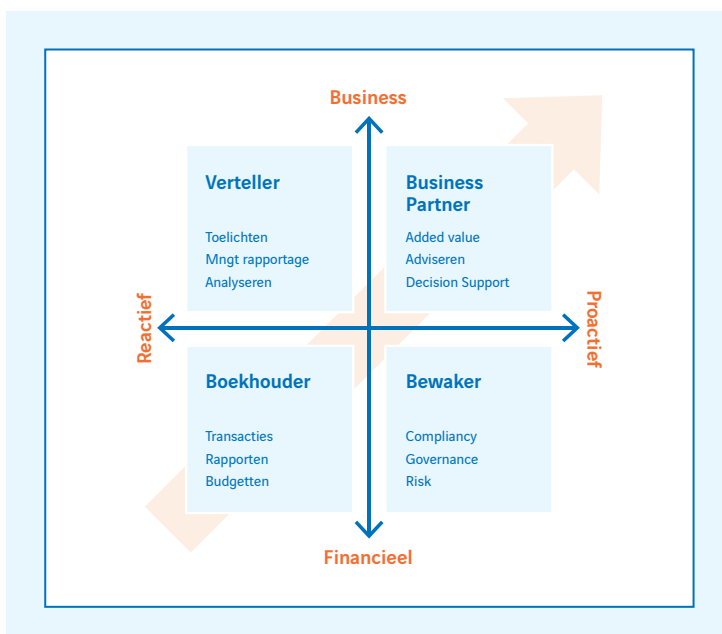 Business
Verteller
Toelichten
Mngt rapportage
Analyseren
Business
Partner
Added value
Adviseren
Decision Support
Reactief
Proactief
Boekhouder
Transacties
Rapporten
Budgetten
Bewaker
Compliancy
Governance
Risk
Financieel